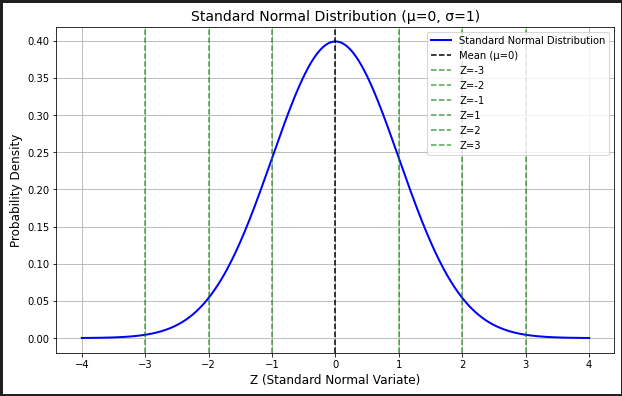 Standard Normal Distribution (μ=0, σ=1)
Standard Normal Distribution
Mean (μ=0)
Z=-3
Z=-2
Z=-1
Z=1
Z=2
Z=3
Probability Density
0.40
0.35
0.30
0.25
0.20
0.15
0.10
0.05
0.00
−4 −3 −2 −1 0 1 2 3 4
Z (Standard Normal Variate)